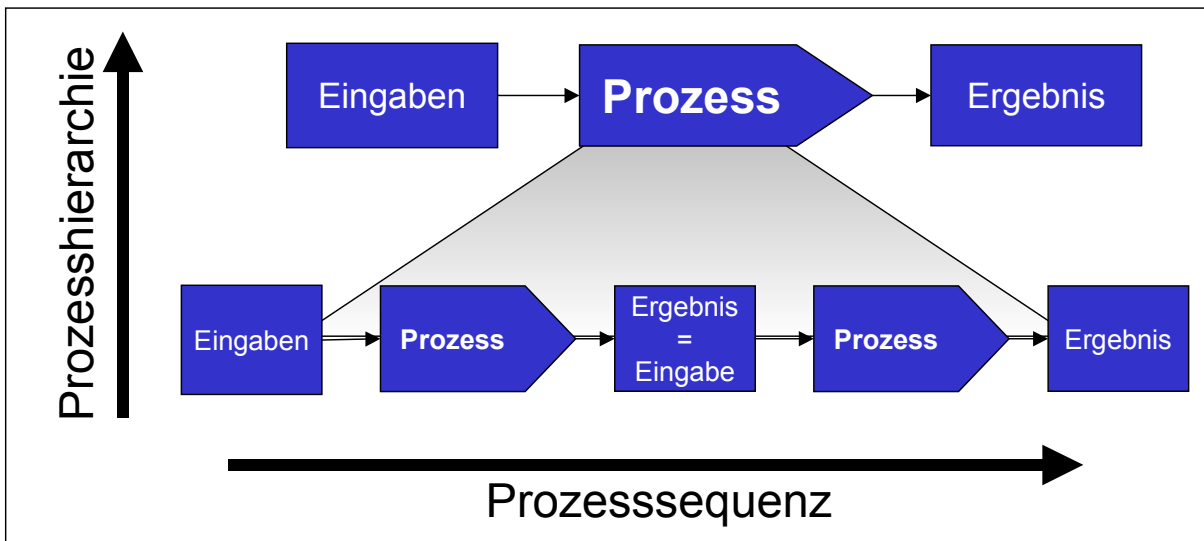 Prozesshierarchie
Eingaben
Prozess
Ergebnis
Eingaben
Prozess
Ergebnis
=
Eingabe
Prozess
Ergebnis
Prozesssequenz